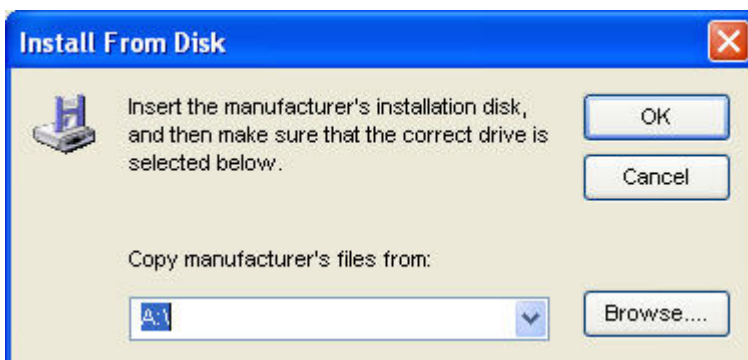 Install From Disk
Insert the manufacturer's installation disk,
and then make sure that the correct drive is
selected below.
OK
Cancel
Copy manufacturer's files from:
A:\
Browse....